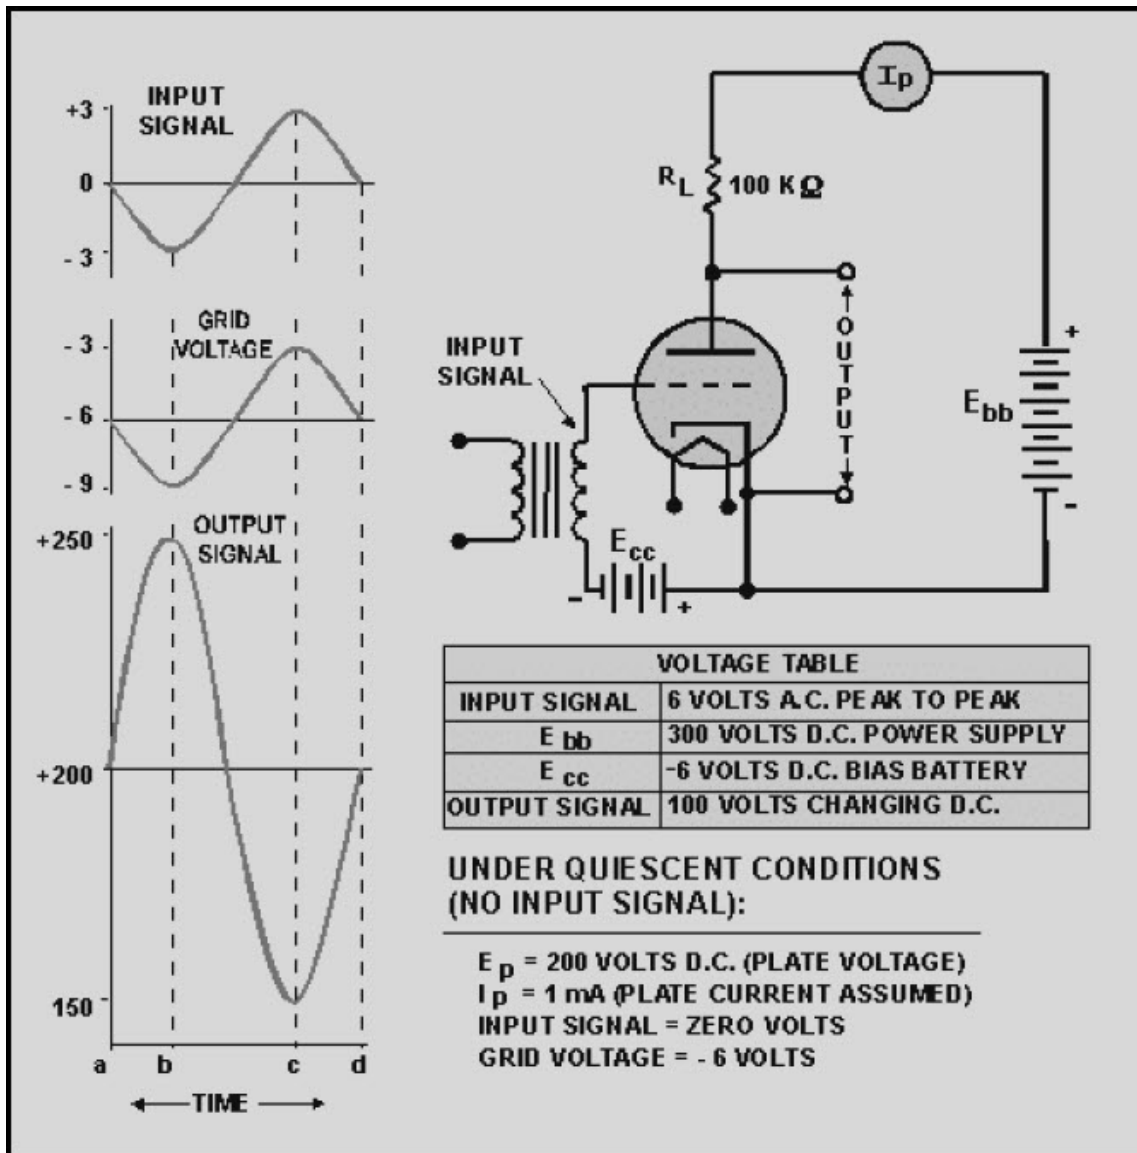 INPUT
SIGNAL
+3
0
- 3
GRID
VOLTAGE
- 3
- 6
- 9
OUTPUT
SIGNAL
+250
+200
150
a b c d
TIME
Ip
RL 100 K Ω
INPUT
SIGNAL
OUTPUT
Ebb
+
-
Ecc
- +
VOLTAGE TABLE
INPUT SIGNAL 6 VOLTS A.C. PEAK TO PEAK
E bb 300 VOLTS D.C. POWER SUPPLY
E cc -6 VOLTS D.C. BIAS BATTERY
OUTPUT SIGNAL 100 VOLTS CHANGING D.C.
UNDER QUIESCENT CONDITIONS
(NO INPUT SIGNAL):
E p = 200 VOLTS D.C. (PLATE VOLTAGE)
I p = 1 mA (PLATE CURRENT ASSUMED)
INPUT SIGNAL = ZERO VOLTS
GRID VOLTAGE = - 6 VOLTS